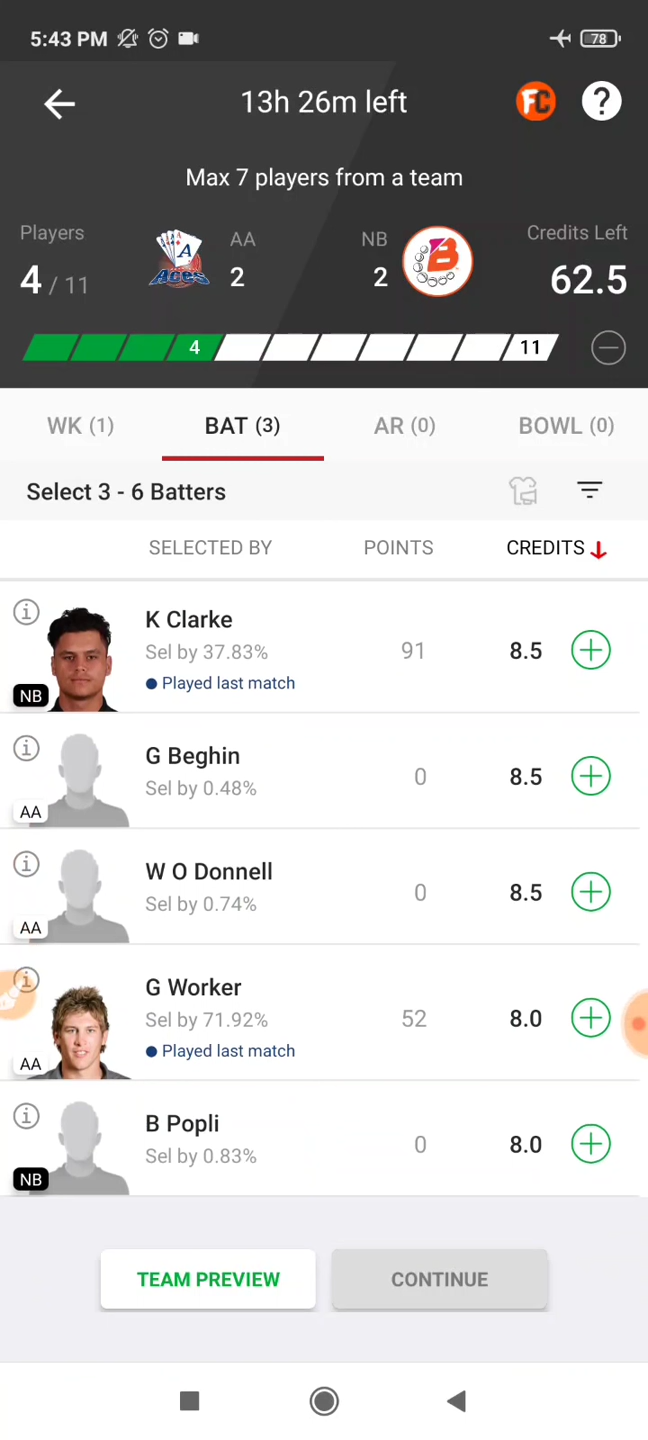 5:43 PM 78
13h 26m left FC ?
Max 7 players from a team
Players AA NB Credits Left
4 / 11 A ACES 2 2 B 62.5
4 11
WK (1) BAT (3) AR (0) BOWL (0)
Select 3 - 6 Batters
SELECTED BY POINTS CREDITS
K Clarke
Sel by 37.83% 91 8.5
Played last match
NB
G Beghin
Sel by 0.48% 0 8.5
AA
W O Donnell
Sel by 0.74% 0 8.5
AA
G Worker
Sel by 71.92% 52 8.0
Played last match
AA
B Popli
Sel by 0.83% 0 8.0
NB
TEAM PREVIEW CONTINUE